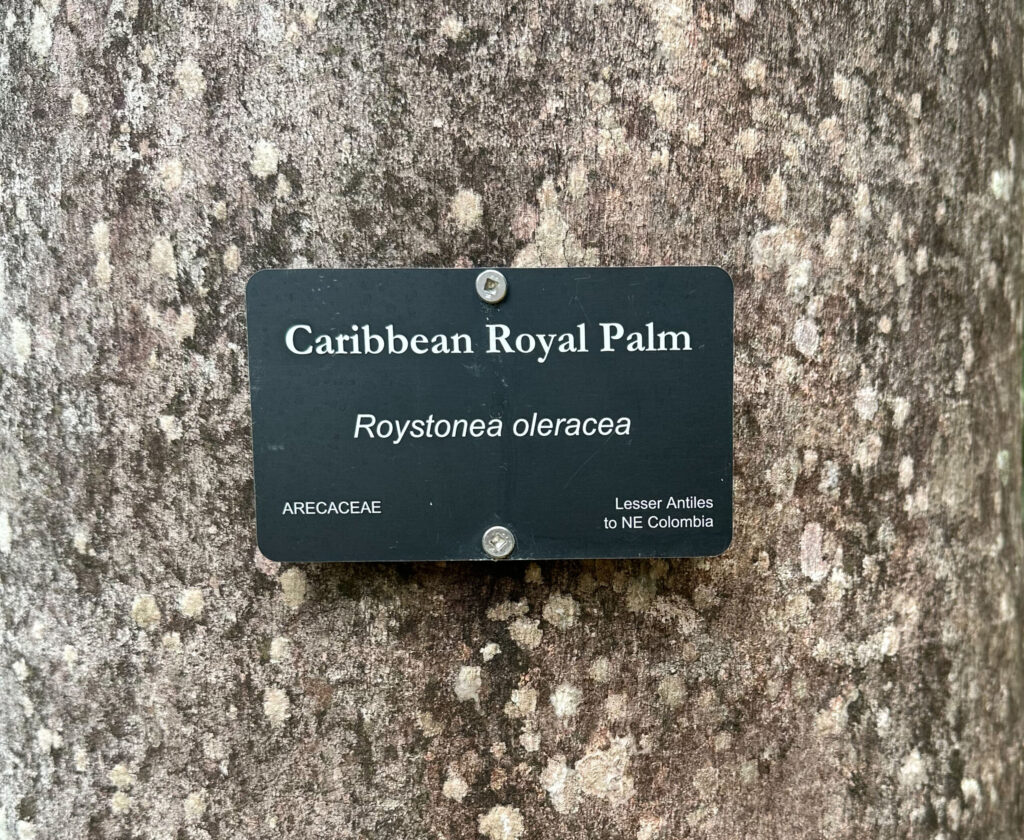 Caribbean Royal Palm
Roystonea oleracea
ARECACEAE
Lesser Antiles
to NE Colombia